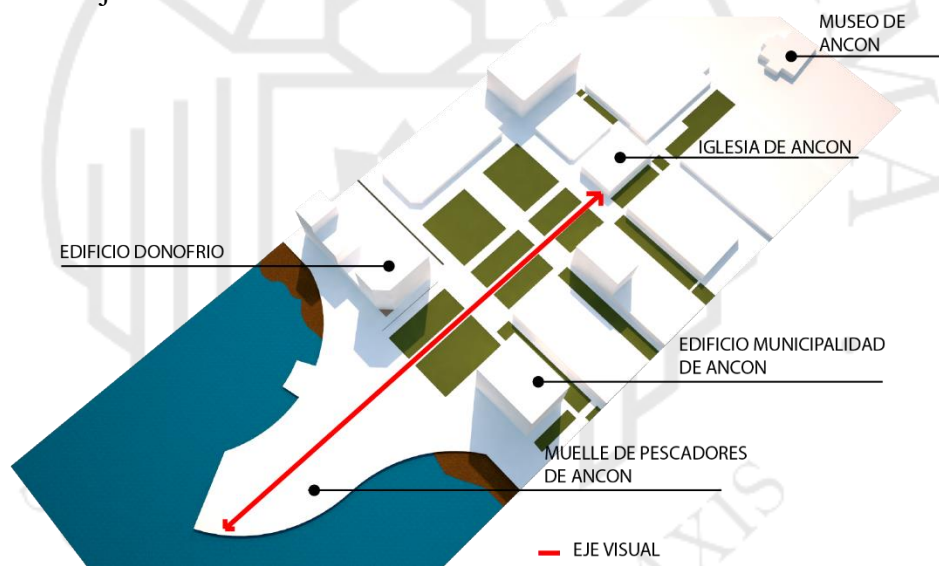 MUSEO DE
ANCON
IGLESIA DE ANCON
EDIFICIO DONOFRIO
EDIFICIO MUNICIPALIDAD
DE ANCON
MUELLE DE PESCADORES
DE ANCON
EJE VISUAL